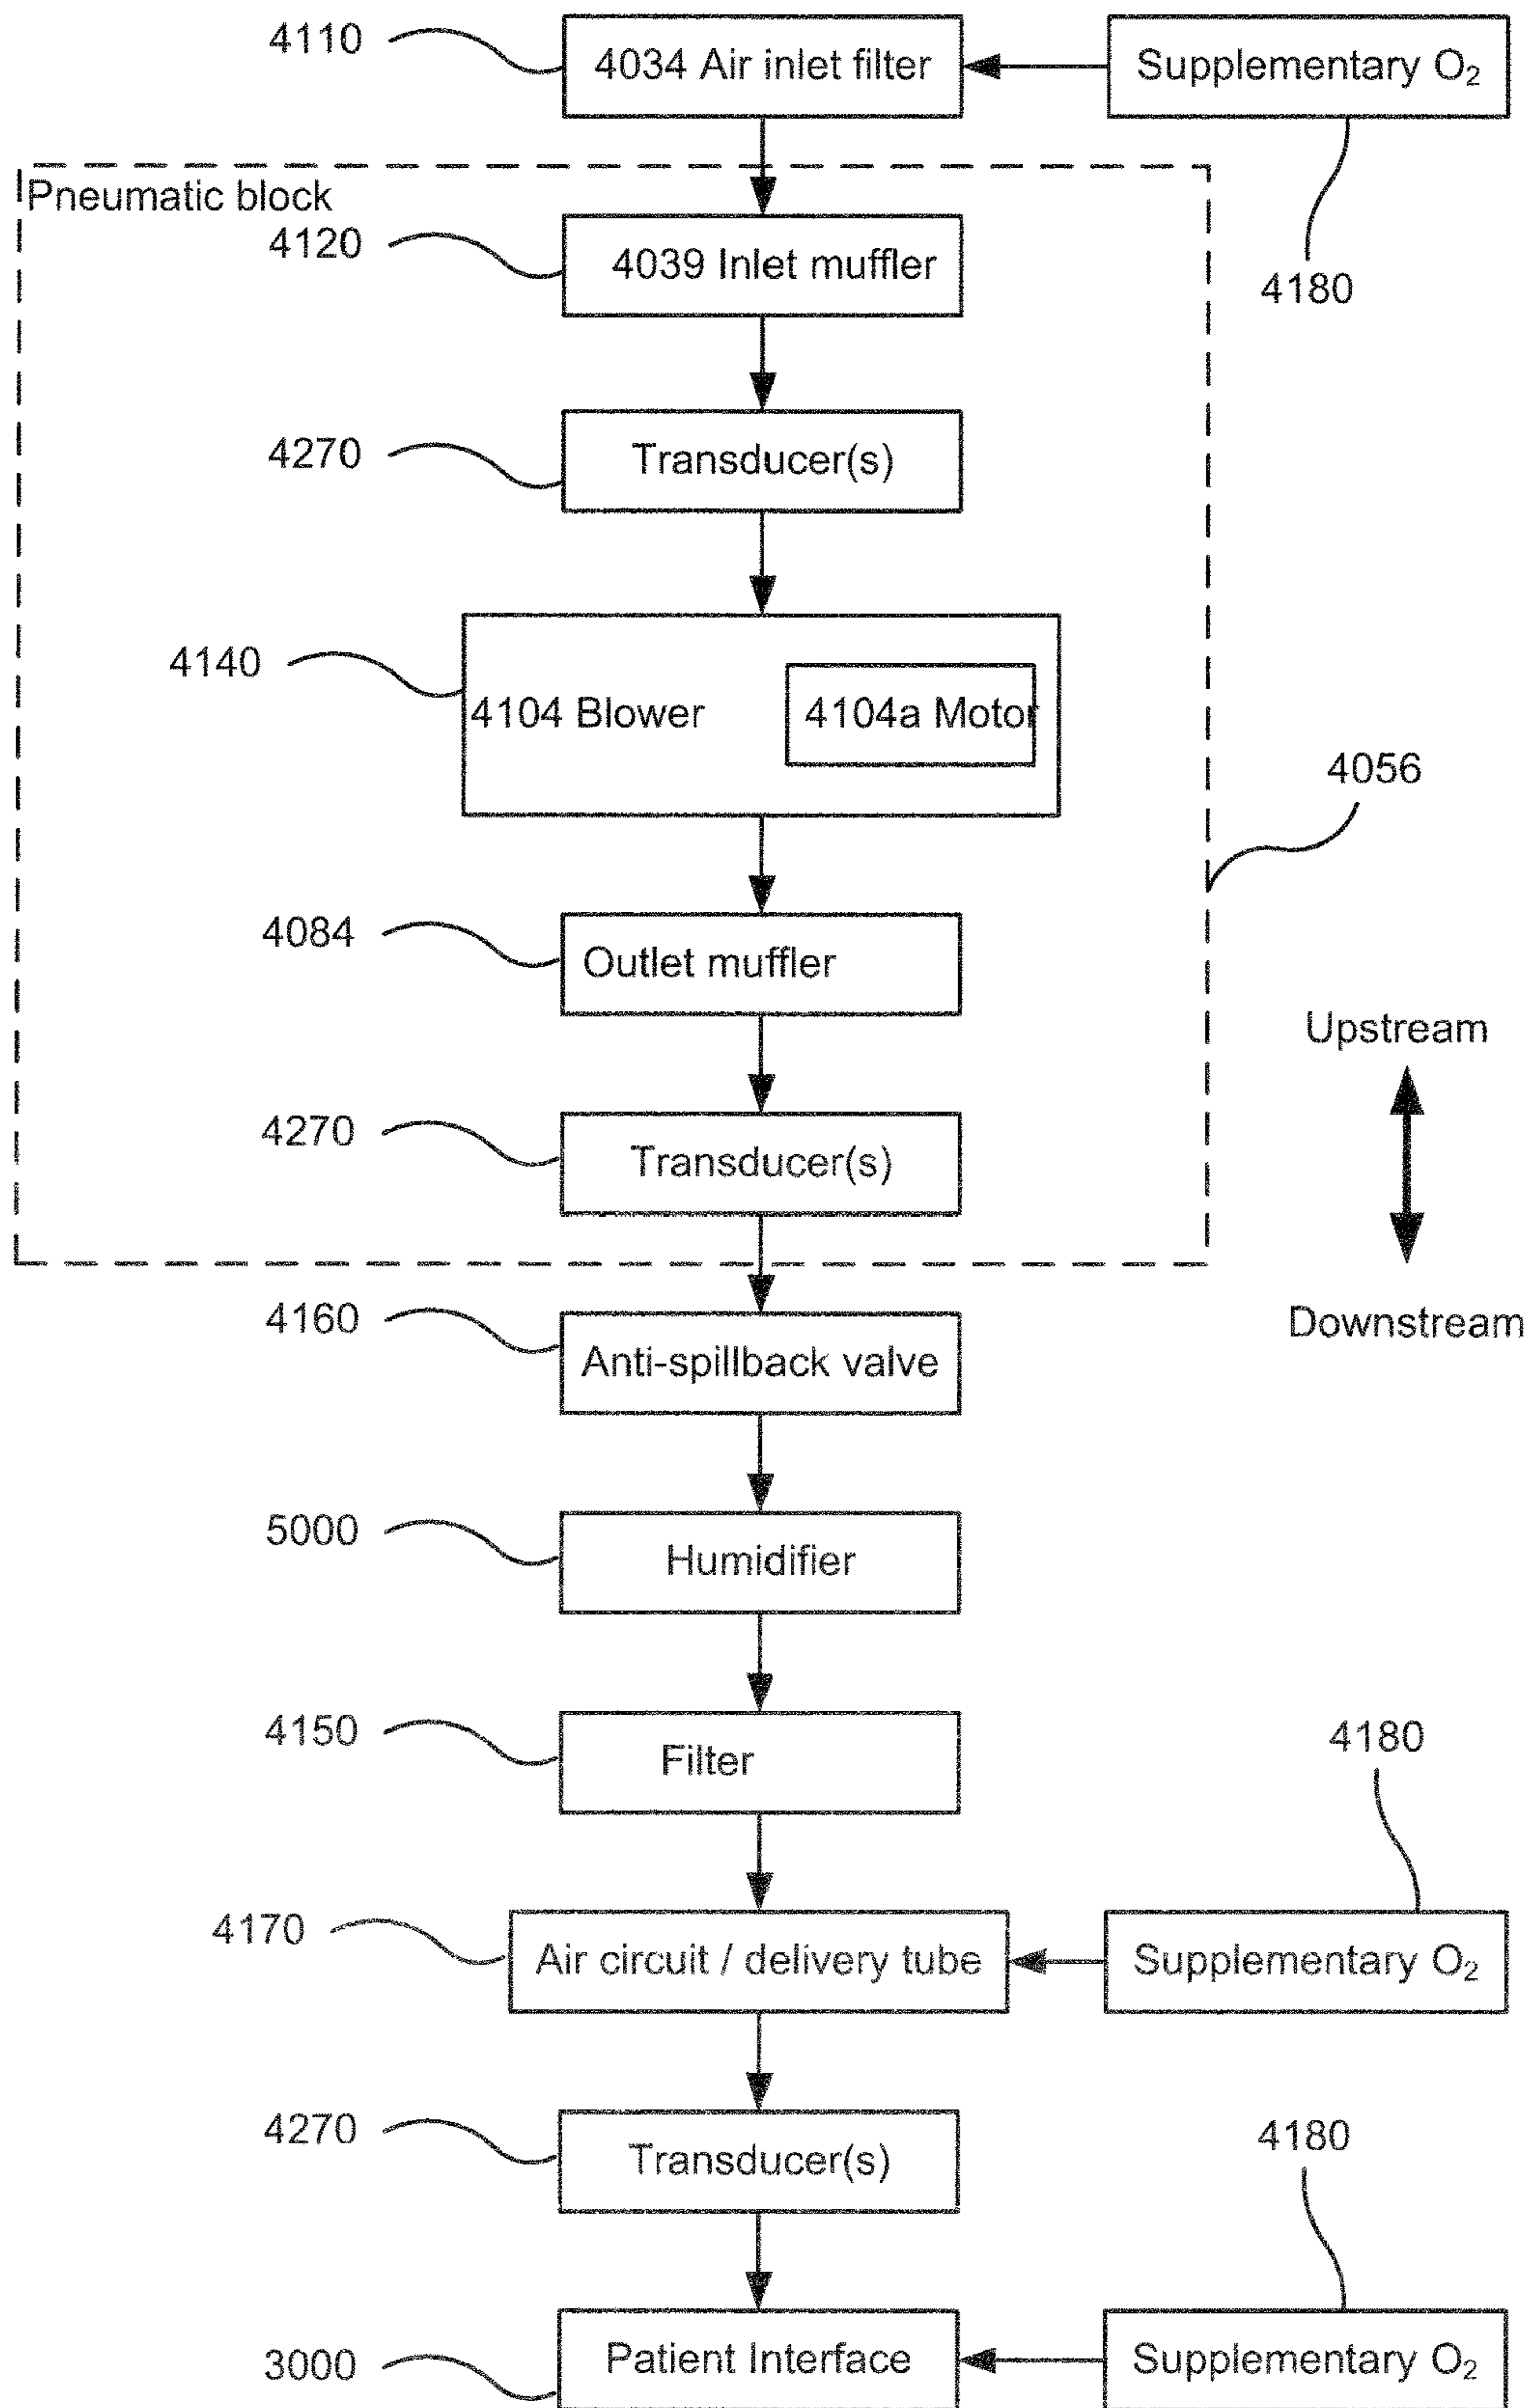 4110
4034 Air inlet filter
Supplementary O₂
Pneumatic block
4120
4039 Inlet muffler
4180
4270
Transducer(s)
4140
4104 Blower
4104a Motor
4056
4084
Outlet muffler
Upstream
4270
Transducer(s)
4160
Anti-spillback valve
Downstream
5000
Humidifier
4150
Filter
4180
4170
Air circuit / delivery tube
Supplementary O₂
4270
Transducer(s)
4180
3000
Patient Interface
Supplementary O₂